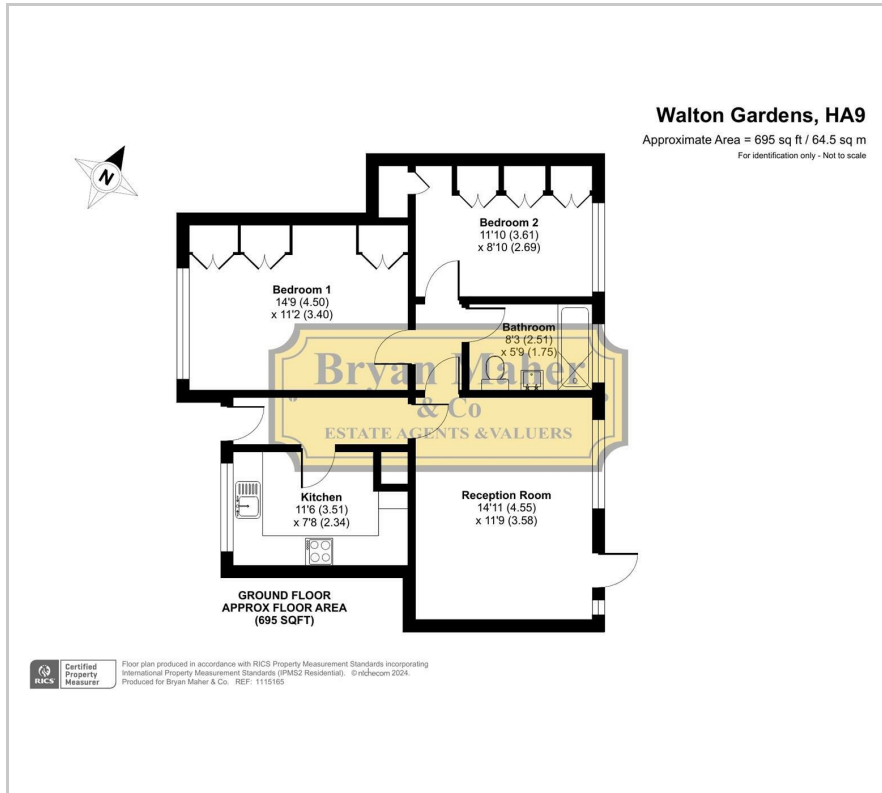 Walton Gardens, HA9
Approximate Area = 695 sq ft / 64.5 sq m
For identification only - Not to scale
N
Bedroom 2
11'10 (3.61)
x 8'10 (2.69)
Bedroom 1
14'9 (4.50)
x 11'2 (3.40)
Bathroom
8'3 (2.51)
x 5'9 (1.75)
Bryan Maher
& Co
ESTATE AGENTS & VALUERS
Kitchen
11'6 (3.51)
x 7'8 (2.34)
Reception Room
14'11 (4.55)
x 11'9 (3.58)
GROUND FLOOR
APPROX FLOOR AREA
(695 SQFT)
RICS
Certified
Property
Measurer
Floor plan produced in accordance with RICS Property Measurement Standards incorporating
International Property Measurement Standards (IPMS2 Residential). © ntchecom 2024.
Produced for Bryan Maher & Co. REF: 1115165